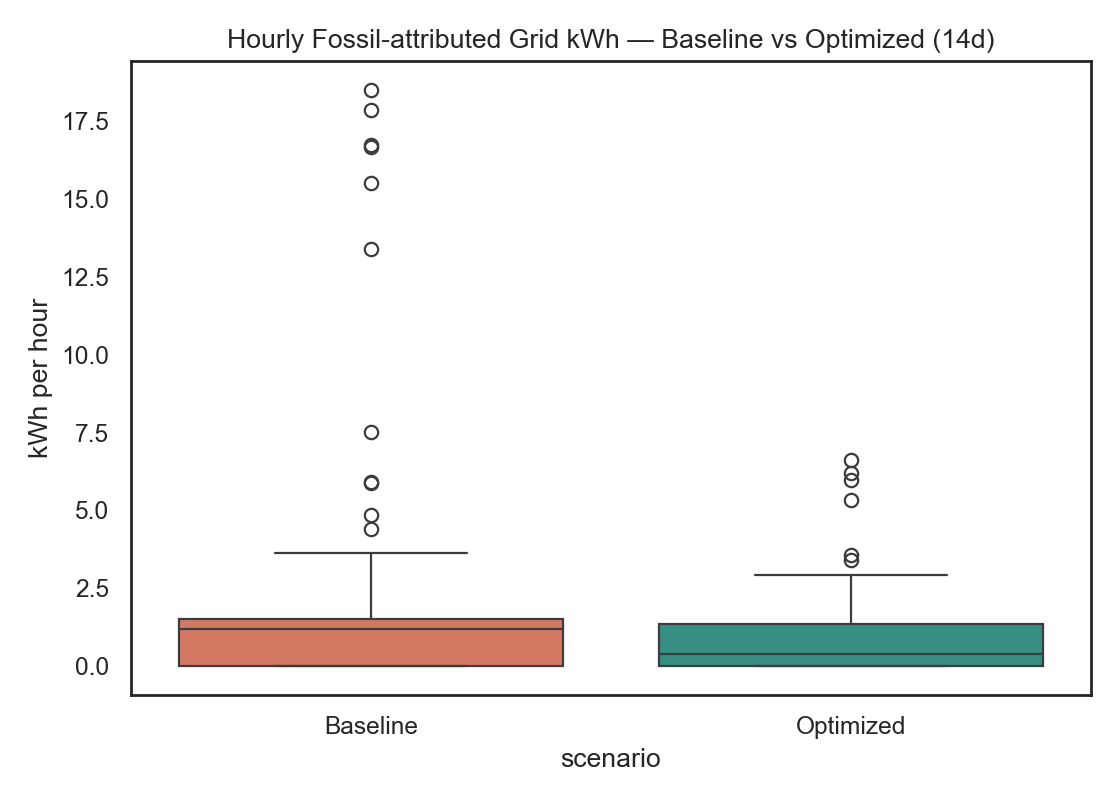 Hourly Fossil-attributed Grid kWh — Baseline vs Optimized (14d)
17.5
15.0
12.5
10.0
7.5
5.0
2.5
0.0
kWh per hour
Baseline
Optimized
scenario